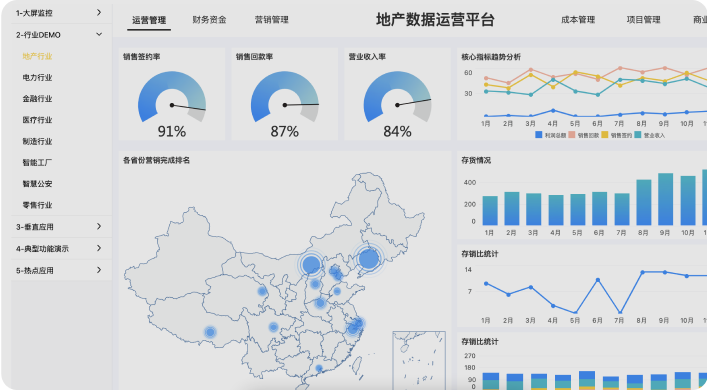 1-大屏监控
2-行业DEMO
地产行业
电力行业
金融行业
医疗行业
制造行业
智能工厂
智慧公安
零售行业
3-垂直应用
4-典型功能演示
5-热点应用
运营管理 财务资金 营销管理 地产数据运营平台 成本管理 项目管理 商业
销售签约率
91%
销售回款率
87%
营业收入率
84%
核心指标趋势分析
60
30
1月 2月 3月 4月 5月 6月 7月 8月 9月 10月 1
利润总额 销售回款 销售签约 营业收入
各省份营销完成排名
存货情况
400
200
0
1月 2月 3月 4月 5月 6月 7月 8月 9月 10月 1
存销比统计
14
7
1月 2月 3月 4月 5月 6月 7月 8月 9月 10月 1
存销比统计
270
180
90
0